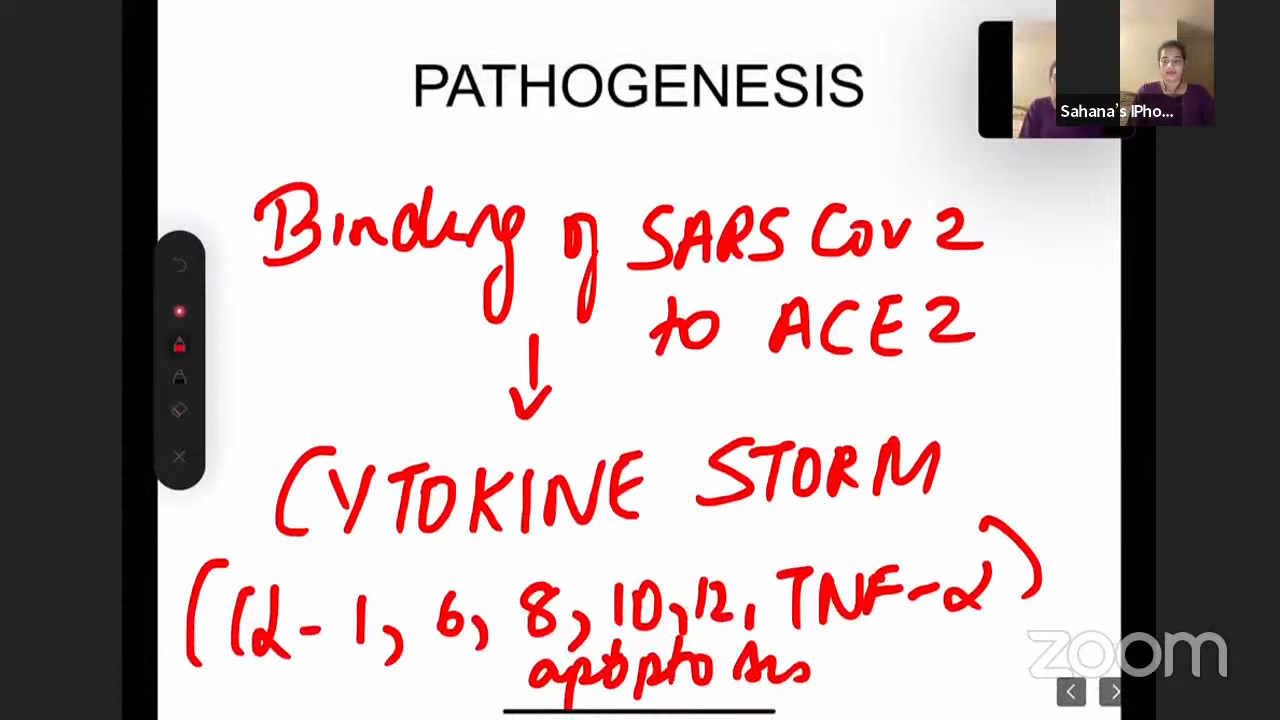 PATHOGENESIS
Sahana's IPho...
Binding of SARS Cov 2
to ACE 2
CYTOKINE STORM
(IL-1, 6, 8, 10, 12, TNF-α)
apoptosis
zoom